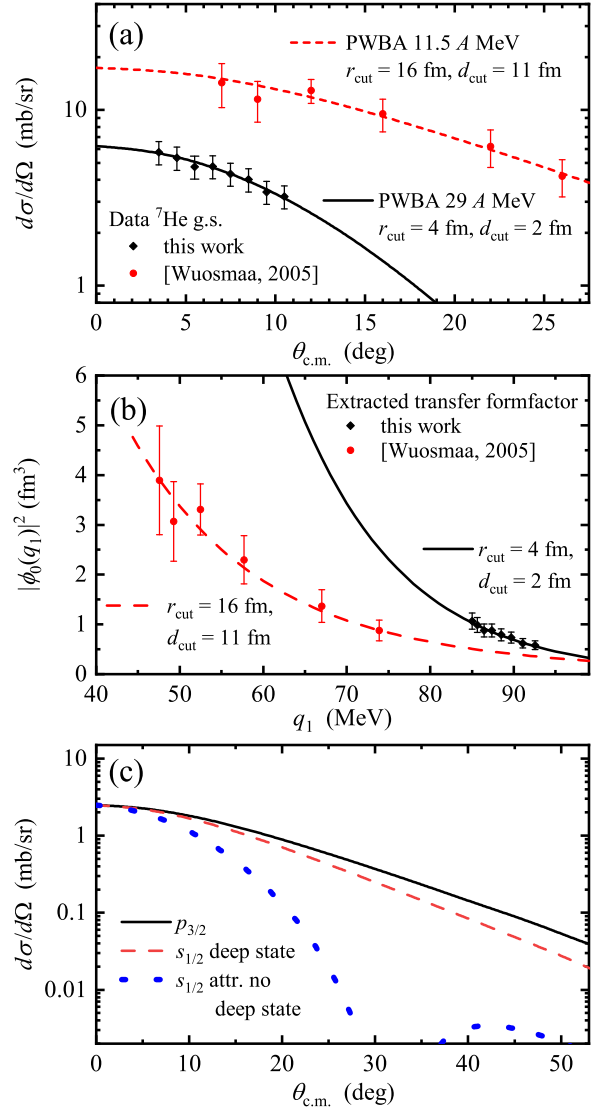 (a)
PWBA 11.5 A MeV
r_cut = 16 fm, d_cut = 11 fm
10
dσ/dΩ (mb/sr)
PWBA 29 A MeV
r_cut = 4 fm, d_cut = 2 fm
Data ⁷He g.s.
this work
[Wuosmaa, 2005]
1
0 5 10 15 20 25
θ_c.m. (deg)
6
(b)
Extracted transfer formfactor
this work
[Wuosmaa, 2005]
5
4
|ϕ₀(q₁)|² (fm³)
3
r_cut = 4 fm,
d_cut = 2 fm
2
r_cut = 16 fm,
d_cut = 11 fm
1
0
40 50 60 70 80 90
q₁ (MeV)
10
(c)
1
dσ/dΩ (mb/sr)
0.1
p_3/2
s_1/2 deep state
s_1/2 attr. no
deep state
0.01
0 10 20 30 40 50
θ_c.m. (deg)